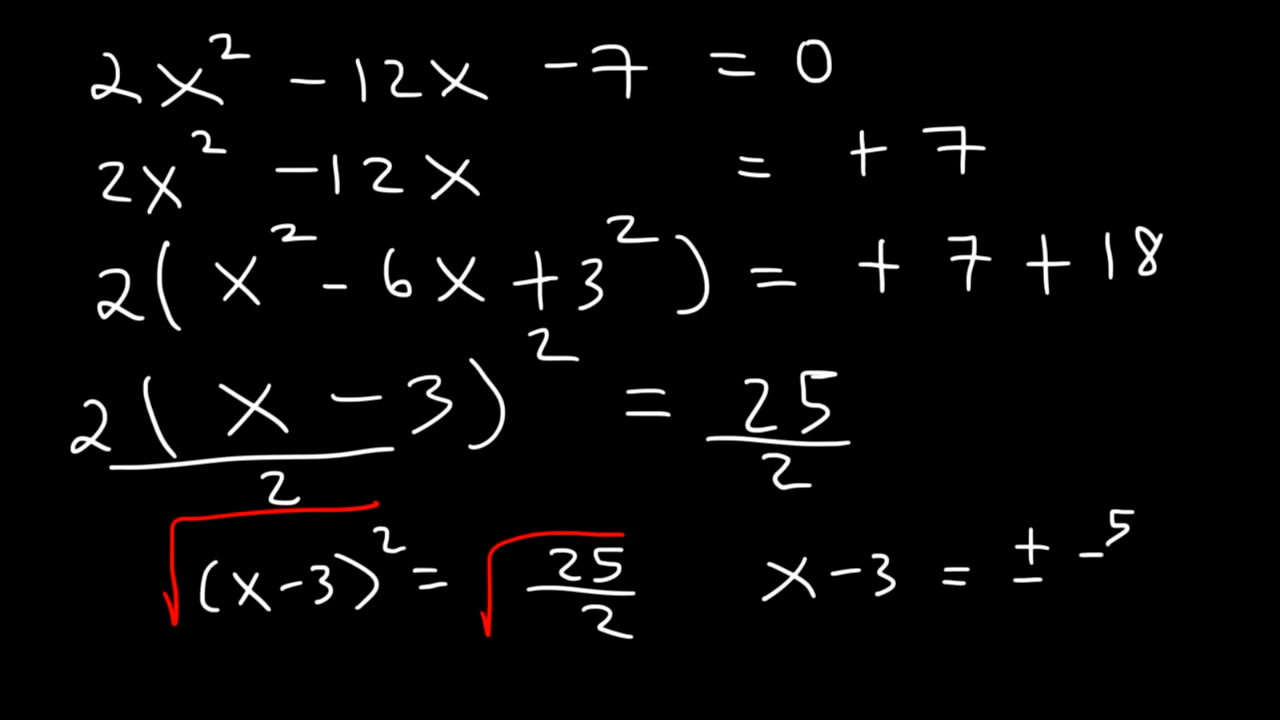 2x² - 12x - 7 = 0
2x² - 12x = + 7
2(x² - 6x + 3²) = + 7 + 18
2(x - 3)²/2 = 25/2
√(x - 3)² = √25/2 x - 3 = ± -5